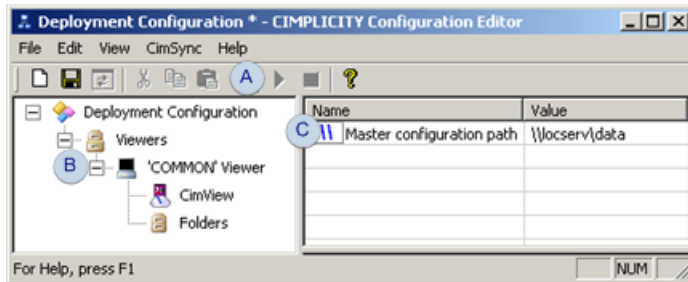 Deployment Configuration * - CIMPLICITY Configuration Editor
File Edit View CimSync Help
A
Deployment Configuration
Viewers
B 'COMMON' Viewer
CimView
Folders
Name Value
C \\ Master configuration path \\locserv\data
For Help, press F1 NUM